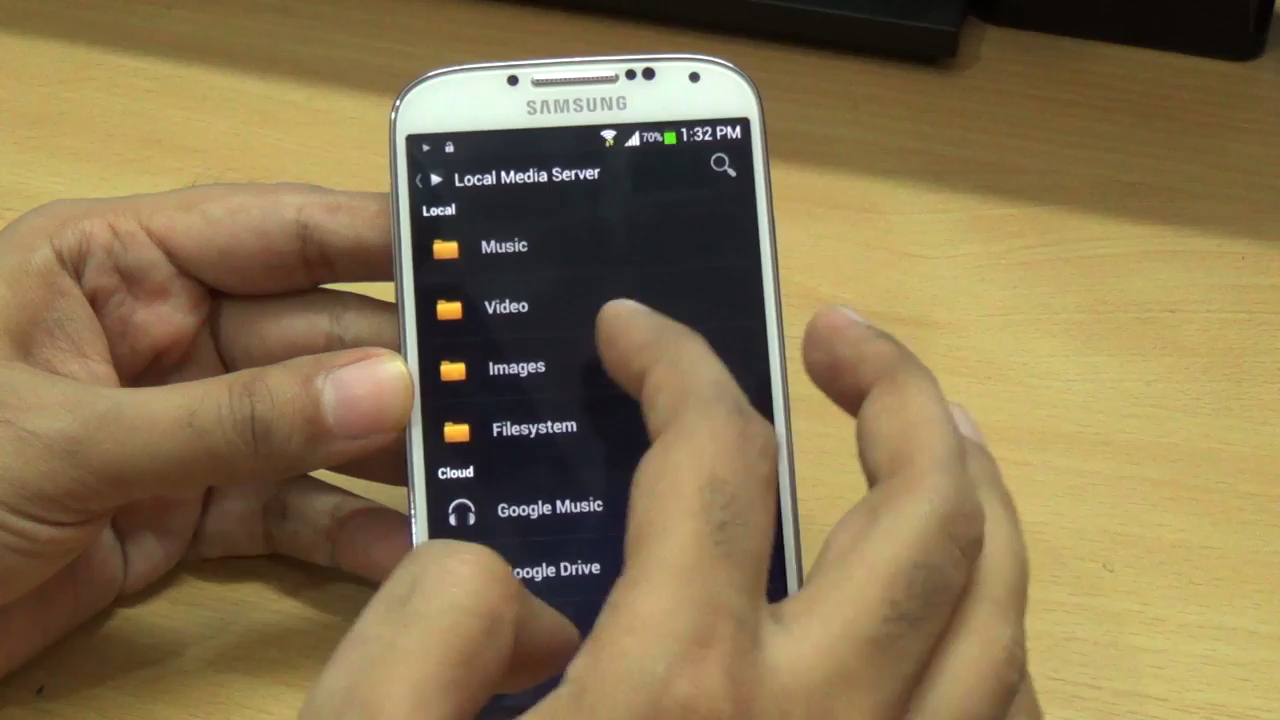 SAMSUNG
70% 1:32 PM
Local Media Server
Local
Music
Video
Images
Filesystem
Cloud
Google Music
oogle Drive